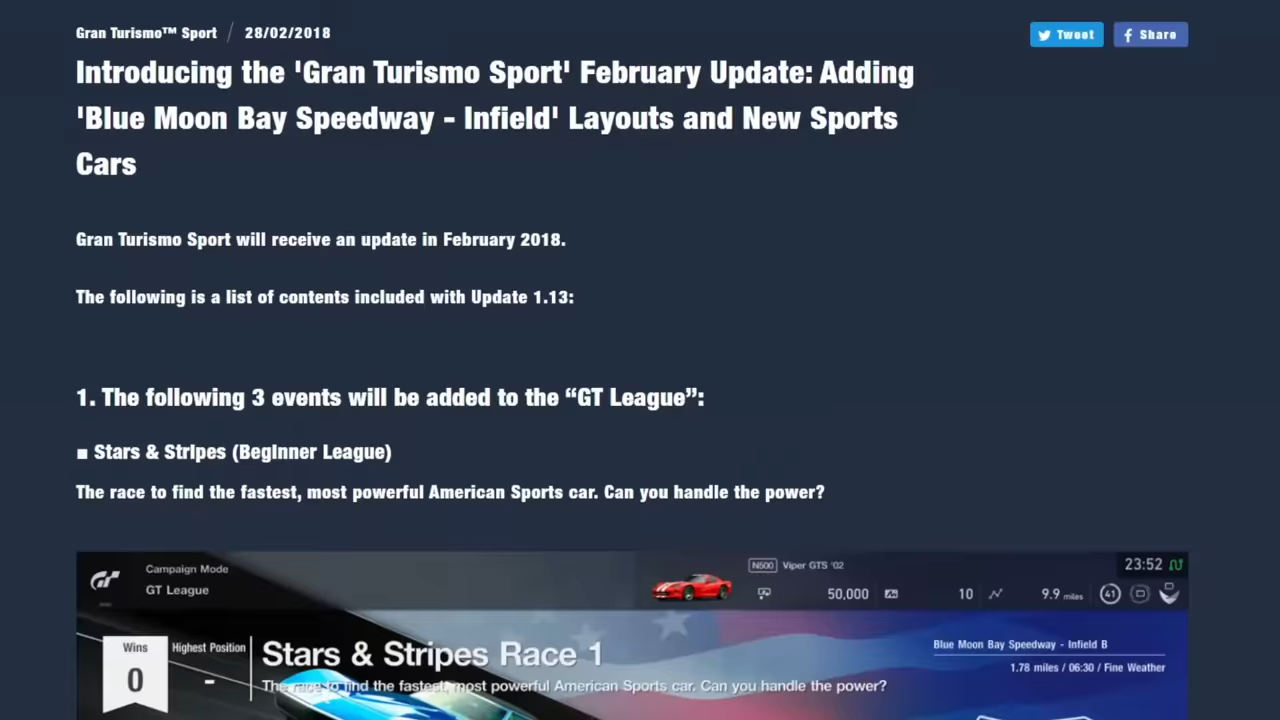 Gran Turismo™ Sport / 28/02/2018
Tweet
Share
Introducing the 'Gran Turismo Sport' February Update: Adding
'Blue Moon Bay Speedway - Infield' Layouts and New Sports
Cars
Gran Turismo Sport will receive an update in February 2018.
The following is a list of contents included with Update 1.13:
1. The following 3 events will be added to the “GT League”:
■ Stars & Stripes (Beginner League)
The race to find the fastest, most powerful American Sports car. Can you handle the power?
Campaign Mode
GT League
N500 Viper GTS '02
50,000 10 9.9 miles 41
23:52
Wins
0
Highest Position
-
Stars & Stripes Race 1
The race to find the fastest, most powerful American Sports car. Can you handle the power?
Blue Moon Bay Speedway - Infield B
1.78 miles / 06:30 / Fine Weather